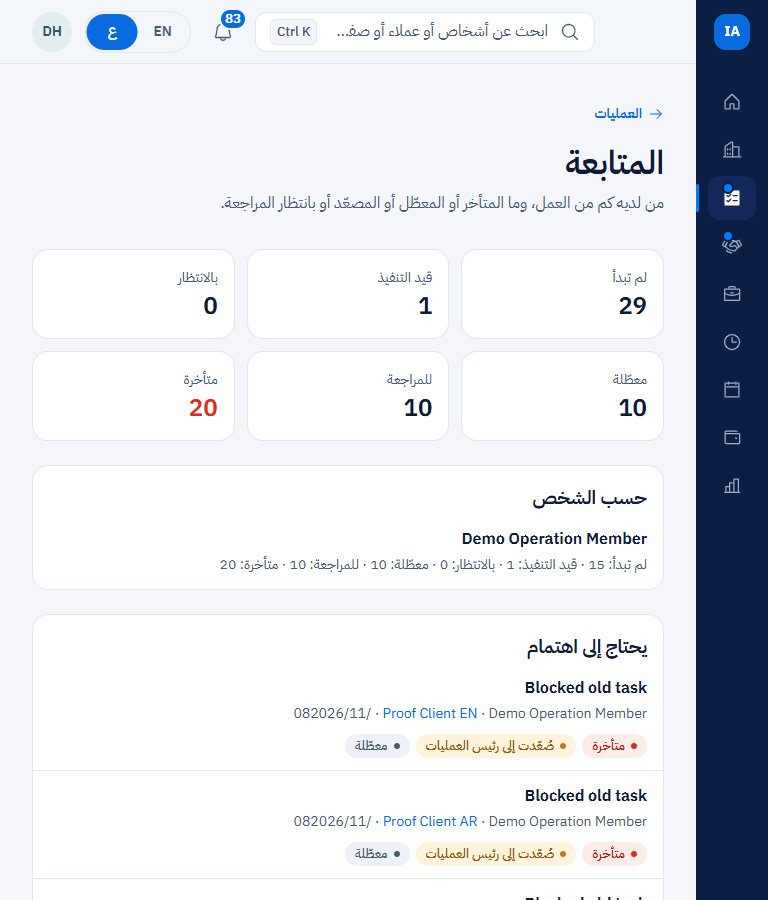 IA
ابحث عن أشخاص أو عملاء أو صفـ...
Ctrl K
83
EN
ع
DH
العمليات
المتابعة
من لديه كم من العمل، وما المتأخر أو المعطّل أو المصعّد أو بانتظار المراجعة.
لم تبدأ
29
قيد التنفيذ
1
بالانتظار
0
معطّلة
10
للمراجعة
10
متأخرة
20
حسب الشخص
Demo Operation Member
لم تبدأ: 15 · قيد التنفيذ: 1 · بالانتظار: 0 · معطّلة: 10 · للمراجعة: 10 · متأخرة: 20
يحتاج إلى اهتمام
Blocked old task
082026/11/ · Proof Client EN · Demo Operation Member
متأخرة
صُعّدت إلى رئيس العمليات
معطّلة
Blocked old task
082026/11/ · Proof Client AR · Demo Operation Member
متأخرة
صُعّدت إلى رئيس العمليات
معطّلة